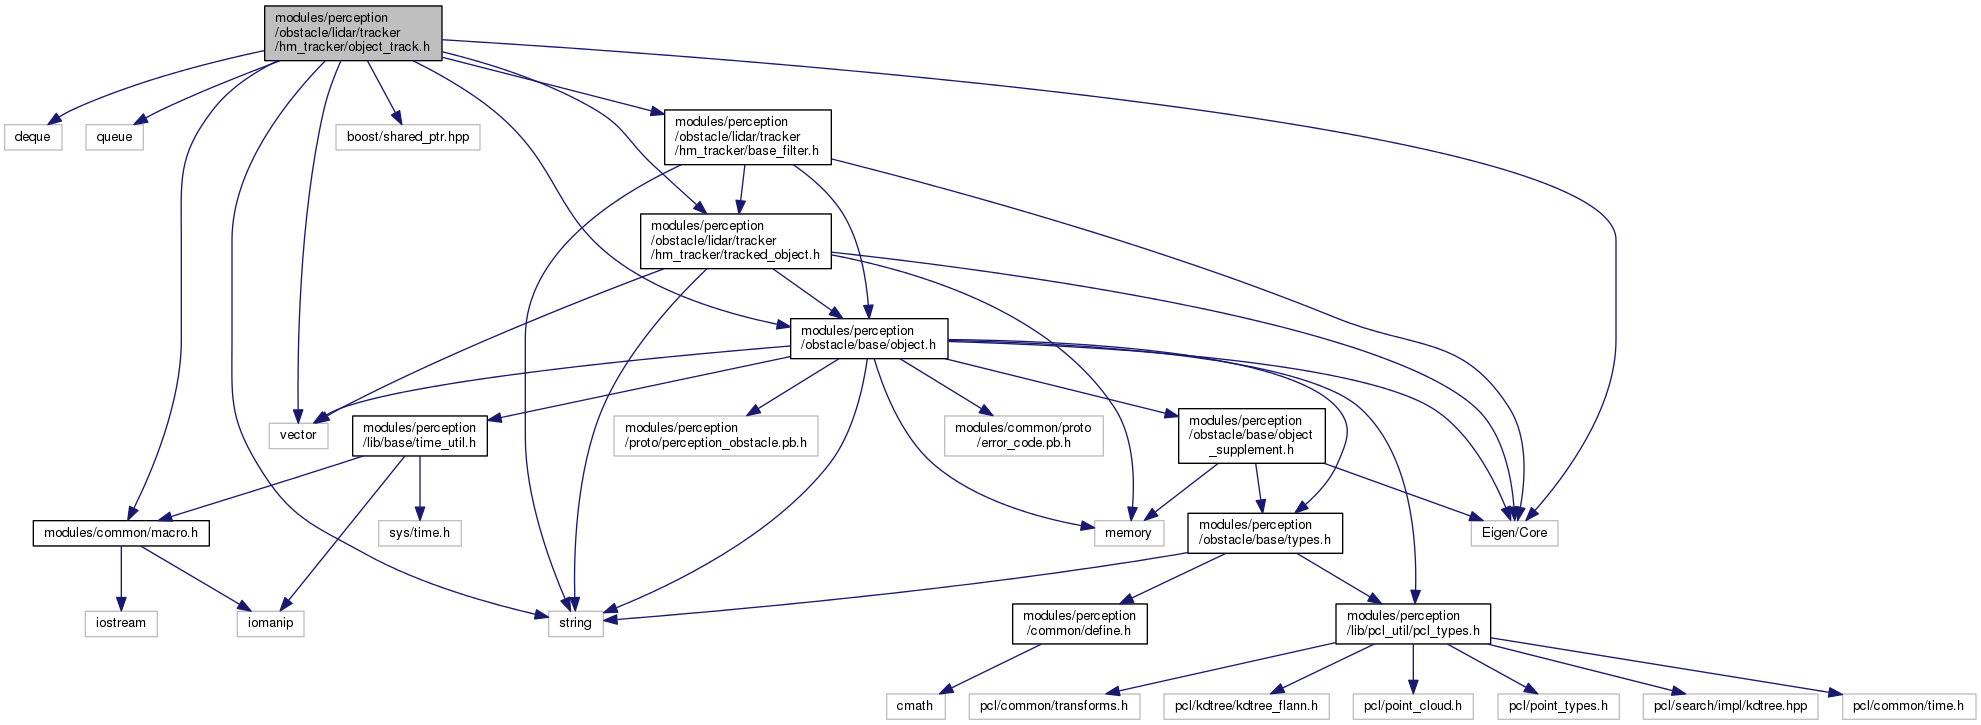 modules/perception
/obstacle/lidar/tracker
/hm_tracker/object_track.h
deque
queue
boost/shared_ptr.hpp
modules/perception
/obstacle/lidar/tracker
/hm_tracker/base_filter.h
modules/perception
/obstacle/lidar/tracker
/hm_tracker/tracked_object.h
modules/perception
/obstacle/base/object.h
vector
modules/perception
/lib/base/time_util.h
modules/perception
/proto/perception_obstacle.pb.h
modules/common/proto
/error_code.pb.h
modules/perception
/obstacle/base/object
_supplement.h
modules/common/macro.h
sys/time.h
memory
modules/perception
/obstacle/base/types.h
Eigen/Core
iostream
iomanip
string
modules/perception
/common/define.h
modules/perception
/lib/pcl_util/pcl_types.h
cmath
pcl/common/transforms.h
pcl/kdtree/kdtree_flann.h
pcl/point_cloud.h
pcl/point_types.h
pcl/search/impl/kdtree.hpp
pcl/common/time.h